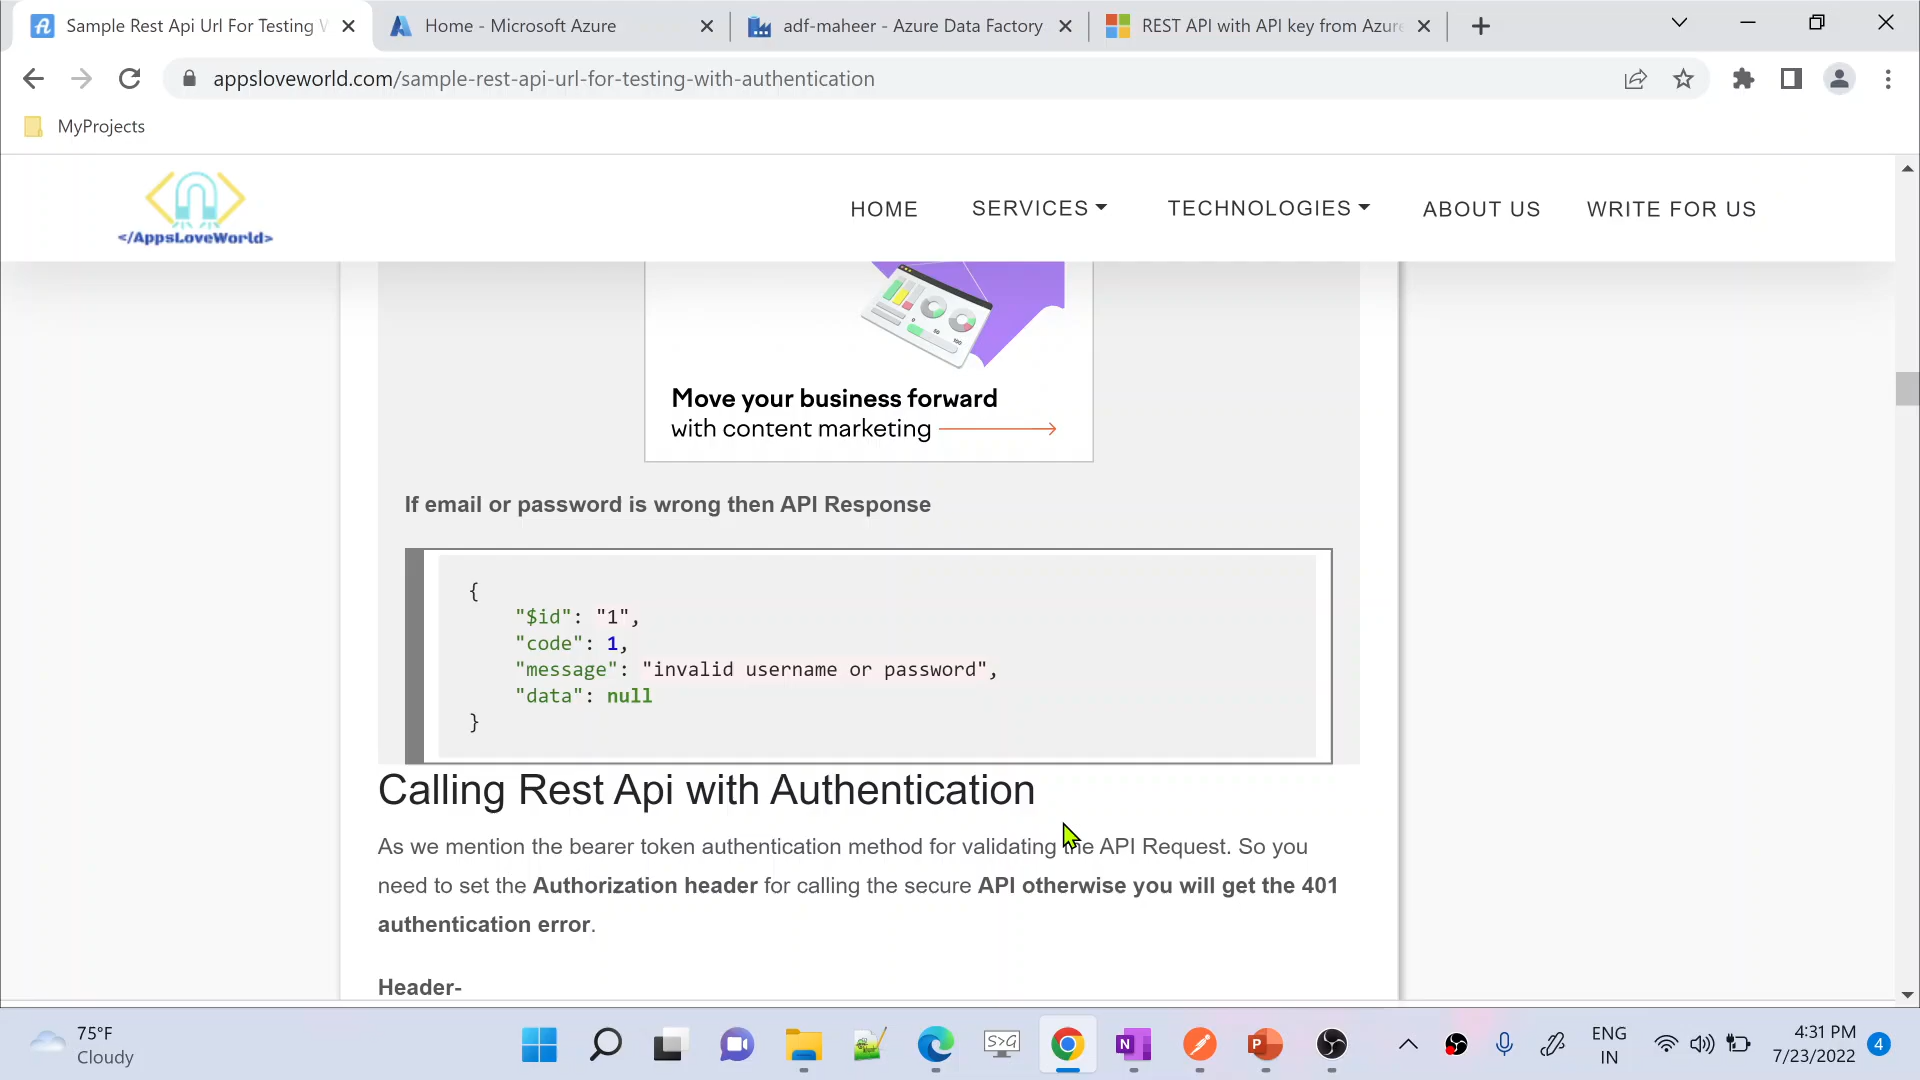 Sample Rest Api Url For Testing W
Home - Microsoft Azure
adf-maheer - Azure Data Factory
REST API with API key from Azure
appsloveworld.com/sample-rest-api-url-for-testing-with-authentication
MyProjects
</AppsLoveWorld>
HOME
SERVICES
TECHNOLOGIES
ABOUT US
WRITE FOR US
Move your business forward
with content marketing
If email or password is wrong then API Response
{
"$id": "1",
"code": 1,
"message": "invalid username or password",
"data": null
}
Calling Rest Api with Authentication
As we mention the bearer token authentication method for validating the API Request. So you
need to set the Authorization header for calling the secure API otherwise you will get the 401
authentication error.
Header-
75°F
Cloudy
S>G
N
P
ENG
IN
4:31 PM
7/23/2022
4